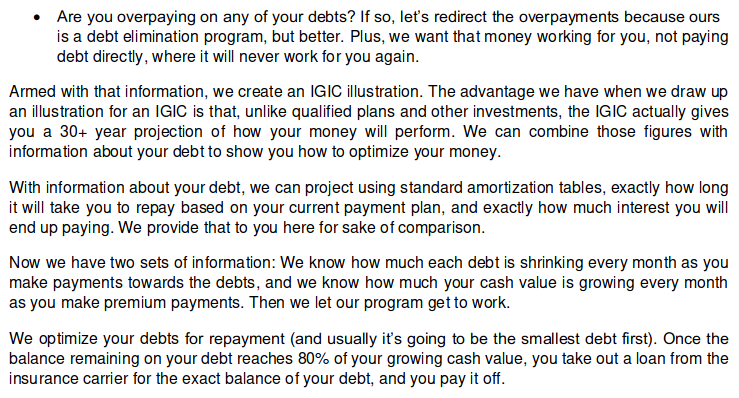 • Are you overpaying on any of your debts? If so, let's redirect the overpayments because ours
is a debt elimination program, but better. Plus, we want that money working for you, not paying
debt directly, where it will never work for you again.
Armed with that information, we create an IGIC illustration. The advantage we have when we draw up
an illustration for an IGIC is that, unlike qualified plans and other investments, the IGIC actually gives
you a 30+ year projection of how your money will perform. We can combine those figures with
information about your debt to show you how to optimize your money.
With information about your debt, we can project using standard amortization tables, exactly how long
it will take you to repay based on your current payment plan, and exactly how much interest you will
end up paying. We provide that to you here for sake of comparison.
Now we have two sets of information: We know how much each debt is shrinking every month as you
make payments towards the debts, and we know how much your cash value is growing every month
as you make premium payments. Then we let our program get to work.
We optimize your debts for repayment (and usually it's going to be the smallest debt first). Once the
balance remaining on your debt reaches 80% of your growing cash value, you take out a loan from the
insurance carrier for the exact balance of your debt, and you pay it off.